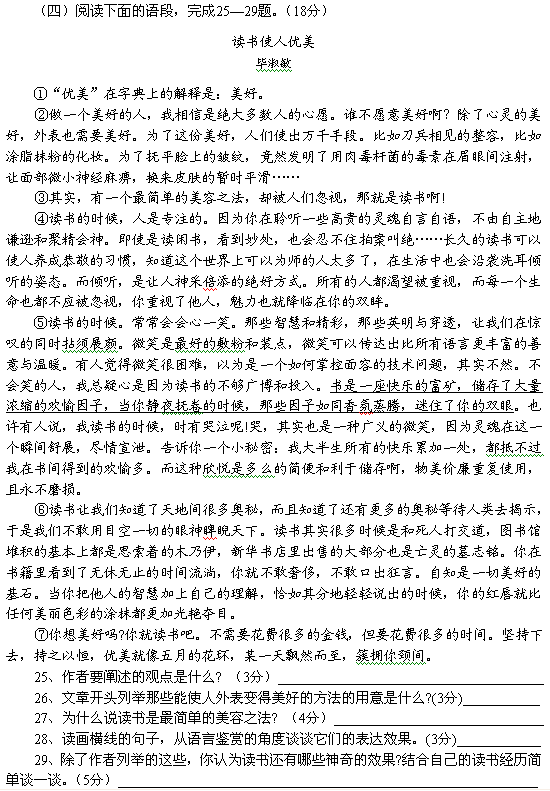 （四）阅读下面的语段，完成25—29题。（18分）
读书使人优美
毕淑敏
①“优美”在字典上的解释是：美好。
②做一个美好的人，我相信是绝大多数人的心愿。谁不愿意美好啊？除了心灵的美
好，外表也需要美好。为了这份美好，人们使出万千手段。比如刀兵相见的整容，比如
涂脂抹粉的化妆。为了抚平脸上的皱纹，竟然发明了用肉毒杆菌的毒素在眉眼间注射，
让面部微小神经麻痹，换来皮肤的暂时平滑……
③其实，有一个最简单的美容之法，却被人们忽视，那就是读书啊!
④读书的时候，人是专注的。因为你在聆听一些高贵的灵魂自言自语，不由自主地
谦逊和聚精会神。即使是读闲书，看到妙处，也会忍不住拍案叫绝……长久的读书可以
使人养成恭敬的习惯，知道这个世界上可以为师的人太多了，在生活中也会沿袭洗耳倾
听的姿态。而倾听，是让人神采倍添的绝好方式。所有的人都渴望被重视，而每一个生
命也都不应被忽视，你重视了他人，魅力也就降临在你的双眸。
⑤读书的时候。常常会会心一笑。那些智慧和精彩，那些英明与穿透，让我们在惊
叹的同时拈须展颜。微笑是最好的敷粉和装点，微笑可以传达出比所有语言更丰富的善
意与温暖。有人觉得微笑很困难，以为是一个如何掌控面容的技术问题，其实不然。不
会笑的人，我总疑心是因为读书的不够广博和投入。书是一座快乐的富矿，储存了大量
浓缩的欢愉因子，当你静夜抚卷的时候，那些因子如同香氛蒸腾，迷住了你的双眼。也
许有人说，我读书的时候，时有哭泣呢!哭，其实也是一种广义的微笑，因为灵魂在这一
个瞬间舒展，尽情宣泄。告诉你一个小秘密：我大半生所有的快乐累加一处，都抵不过
我在书间得到的欢愉多。而这种欣悦是多么的简便和利于储存啊，物美价廉重复使用，
且永不磨损。
⑥读书让我们知道了天地间很多奥秘，而且知道了还有更多的奥秘等待人类去揭示，
于是我们不敢用目空一切的眼神睥睨天下。读书其实很多时候是和死人打交道，图书馆
堆积的基本上都是思索着的木乃伊，新华书店里出售的大部分也是亡灵的墓志铭。你在
书籍里看到了无休无止的时间流淌，你就不敢奢侈，不敢口出狂言。自知是一切美好的
基石。当你把他人的智慧加上自己的理解，恰如其分地轻轻说出的时候，你的红唇就比
任何美丽色彩的涂抹都更加光艳夺目。
⑦你想美好吗?你就读书吧。不需要花费很多的金钱，但要花费很多的时间。坚持下
去，持之以恒，优美就像五月的花环，某一天飘然而至，簇拥你颈间。
25、作者要阐述的观点是什么？（3分）
26、文章开头列举那些能使人外表变得美好的方法的用意是什么?(3分)
27、为什么说读书是最简单的美容之法？（4分）
28、读画横线的句子，从语言鉴赏的角度谈谈它们的表达效果。(3分)
29、除了作者列举的这些，你认为读书还有哪些神奇的效果?结合自己的读书经历简
单谈一谈。（5分）